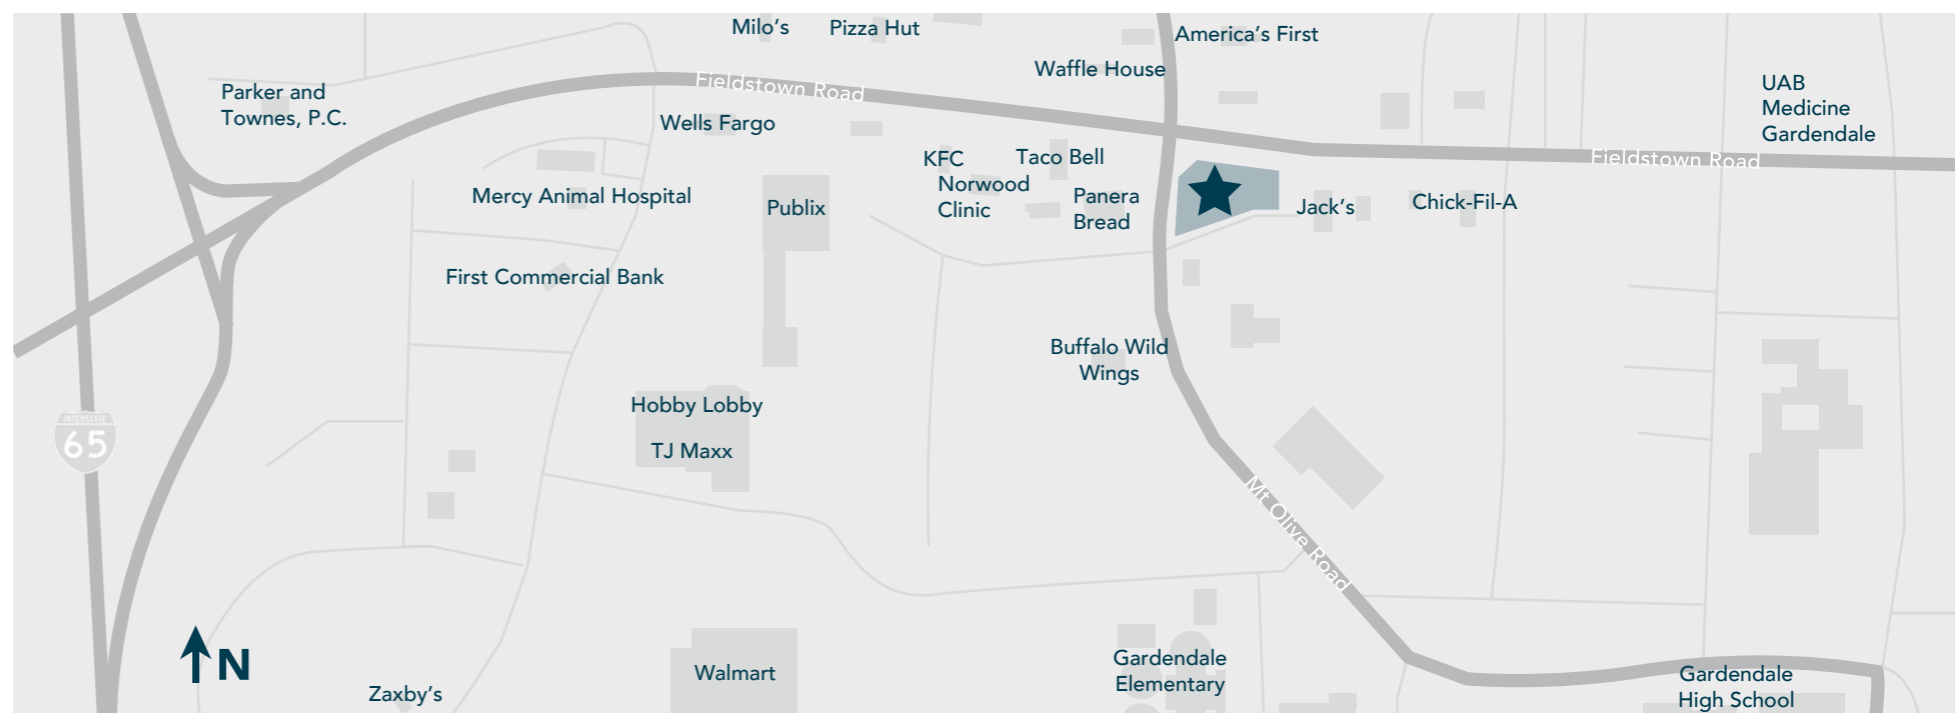 Milo's
Pizza Hut
America's First
Waffle House
Parker and
Townes, P.C.
Fieldstown Road
UAB
Medicine
Gardendale
Wells Fargo
KFC
Taco Bell
Fieldstown Road
Norwood
Clinic
Mercy Animal Hospital
Publix
Panera
Bread
Jack's
Chick-Fil-A
First Commercial Bank
Buffalo Wild
Wings
Hobby Lobby
TJ Maxx
INTERSTATE
65
Mt Olive Road
N
Walmart
Zaxby's
Gardendale
Elementary
Gardendale
High School